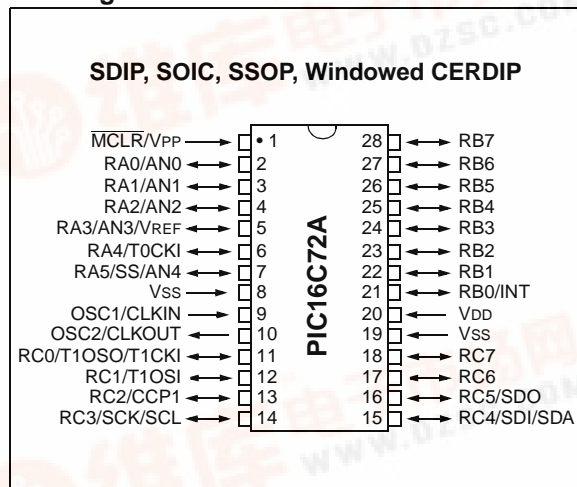 SDIP, SOIC, SSOP, Windowed CERDIP
MCLR/VPP • 1 28 RB7
RA0/AN0 2 27 RB6
RA1/AN1 3 26 RB5
RA2/AN2 4 25 RB4
RA3/AN3/VREF 5 24 RB3
RA4/T0CKI 6 23 RB2
RA5/SS/AN4 7 22 RB1
VSS 8 21 RB0/INT
OSC1/CLKIN 9 20 VDD
OSC2/CLKOUT 10 19 VSS
RC0/T1OSO/T1CKI 11 18 RC7
RC1/T1OSI 12 17 RC6
RC2/CCP1 13 16 RC5/SDO
RC3/SCK/SCL 14 15 RC4/SDI/SDA
PIC16C72A